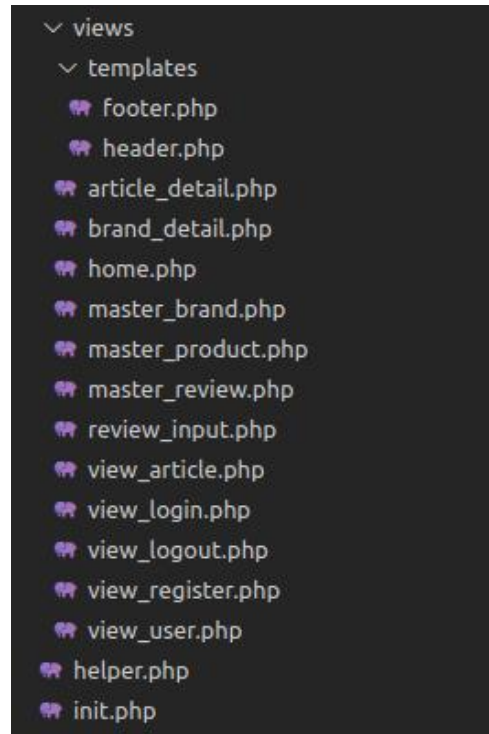 views
templates
footer.php
header.php
article_detail.php
brand_detail.php
home.php
master_brand.php
master_product.php
master_review.php
review_input.php
view_article.php
view_login.php
view_logout.php
view_register.php
view_user.php
helper.php
init.php